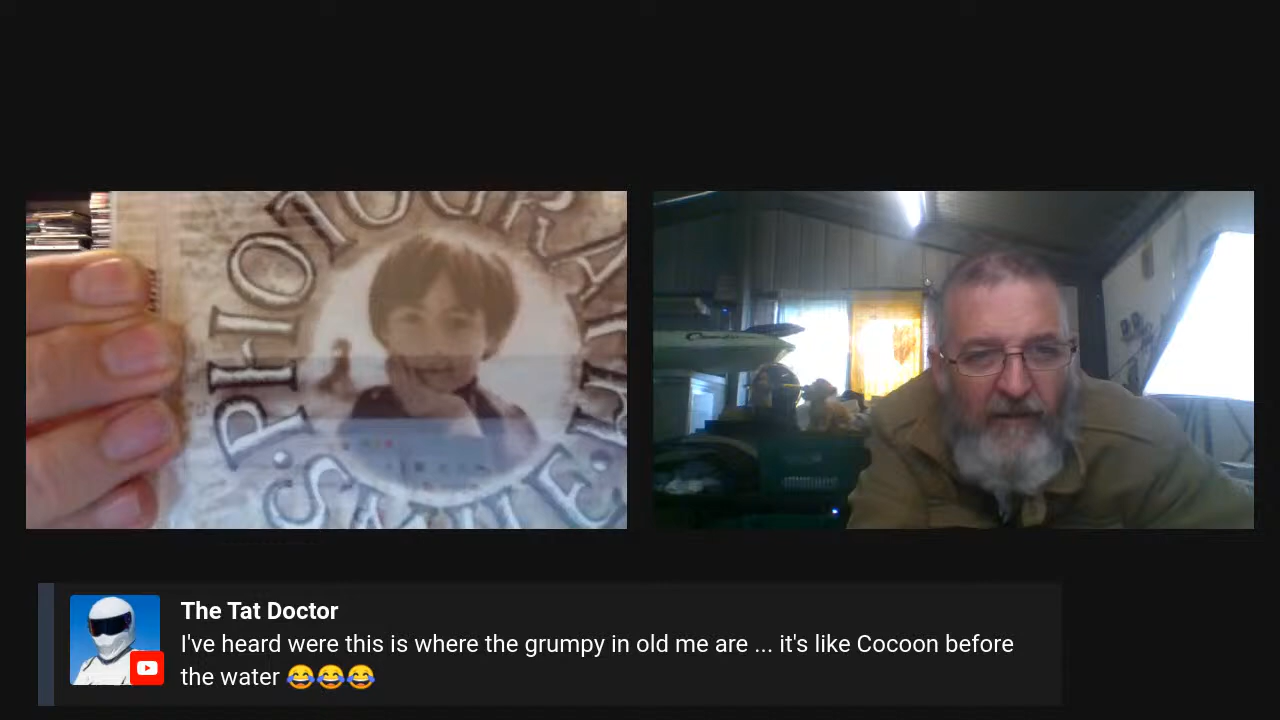 PHOTOGRAPH
SMILE
The Tat Doctor
I've heard were this is where the grumpy in old me are ... it's like Cocoon before
the water 😂😂😂